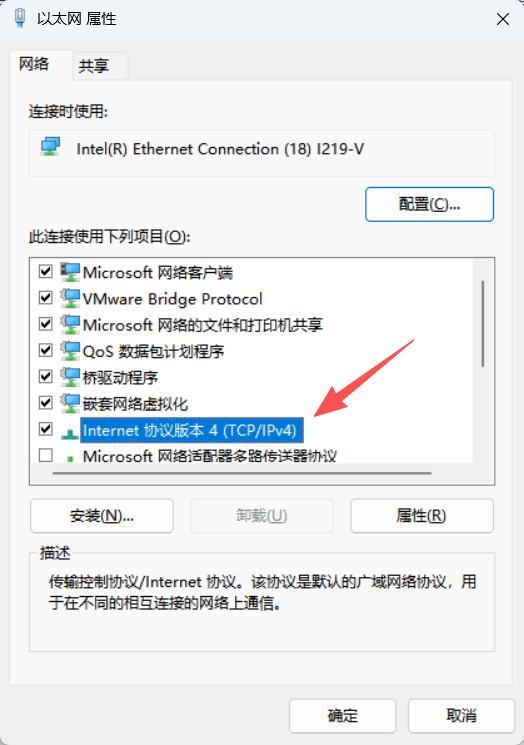 以太网 属性
网络
共享
连接时使用:
Intel(R) Ethernet Connection (18) I219-V
配置(C)...
此连接使用下列项目(O):
Microsoft 网络客户端
VMware Bridge Protocol
Microsoft 网络的文件和打印机共享
QoS 数据包计划程序
桥驱动程序
嵌套网络虚拟化
Internet 协议版本 4 (TCP/IPv4)
Microsoft 网络适配器多路传送器协议
安装(N)...
卸载(U)
属性(R)
描述
传输控制协议/Internet 协议。该协议是默认的广域网络协议，用
于在不同的相互连接的网络上通信。
确定
取消